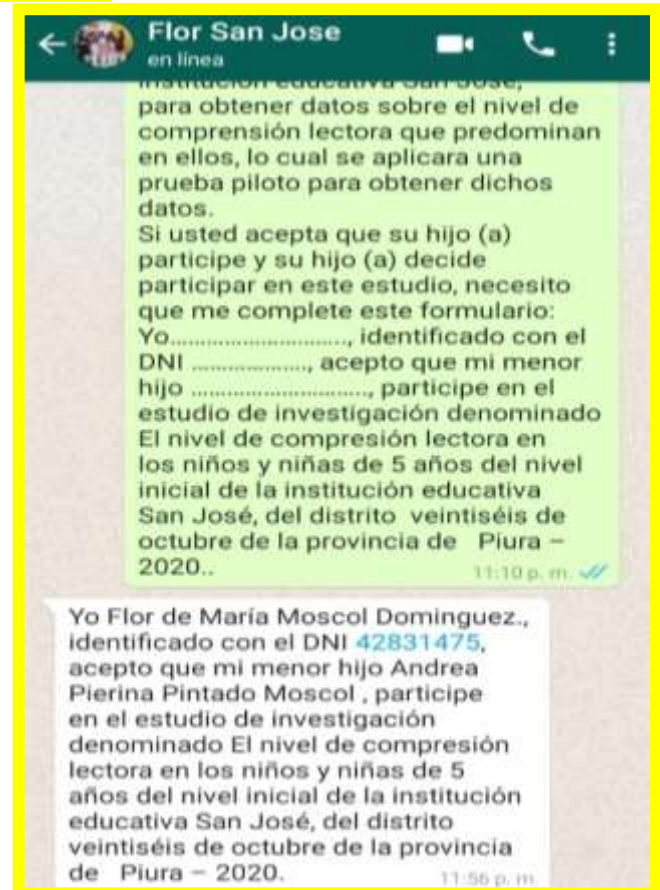 Flor San Jose
en línea
institución educativa San José,
para obtener datos sobre el nivel de
comprensión lectora que predominan
en ellos, lo cual se aplicara una
prueba piloto para obtener dichos
datos.
Si usted acepta que su hijo (a)
participe y su hijo (a) decide
participar en este estudio, necesito
que me complete este formulario:
Yo............................., identificado con el
DNI ..................., acepto que mi menor
hijo ............................., participe en el
estudio de investigación denominado
El nivel de compresión lectora en
los niños y niñas de 5 años del nivel
inicial de la institución educativa
San José, del distrito veintiséis de
octubre de la provincia de Piura –
2020..
11:10 p. m.
Yo Flor de María Moscol Dominguez.,
identificado con el DNI 42831475,
acepto que mi menor hijo Andrea
Pierina Pintado Moscol , participe
en el estudio de investigación
denominado El nivel de compresión
lectora en los niños y niñas de 5
años del nivel inicial de la institución
educativa San José, del distrito
veintiséis de octubre de la provincia
de Piura – 2020.
11:56 p. m.